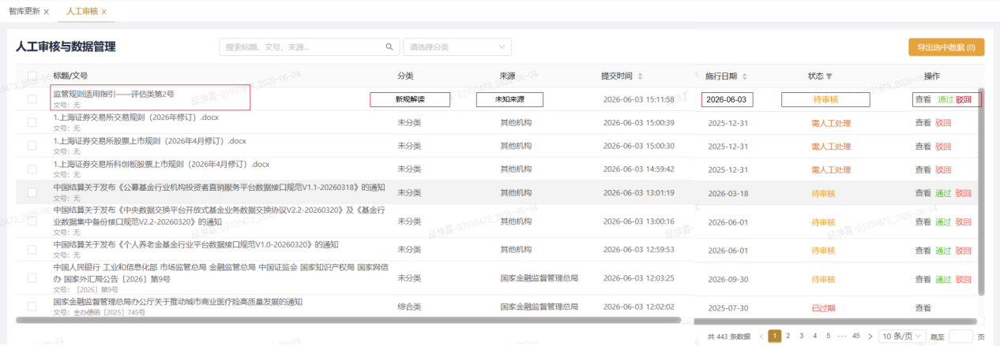 智库更新 X 人工审核 X
人工审核与数据管理 搜索标题、文号、来源... 请选择分类 导出选中数据 (0)
标题/文号 分类 来源 提交时间 施行日期 状态 操作
监管规则适用指引——评估类第2号
文号: 无
新规解读 未知来源 2026-06-03 15:11:58 2026-06-03 待审核 查看 通过 驳回
1.上海证券交易所交易规则（2026年修订）.docx
文号: 无
未分类 其他机构 2026-06-03 15:00:39 2025-12-31 需人工处理 查看 驳回
1.上海证券交易所股票上市规则（2026年4月修订）.docx
文号: 无
未分类 其他机构 2026-06-03 15:00:30 2025-12-31 需人工处理 查看 驳回
1.上海证券交易所科创板股票上市规则（2026年4月修订）.docx
文号: 无
未分类 其他机构 2026-06-03 14:59:42 2025-12-31 需人工处理 查看 驳回
中国结算关于发布《公募基金行业机构投资者直销服务平台数据接口规范V1.1-20260318》的通知
文号: 无
未分类 其他机构 2026-06-03 13:01:19 2026-03-18 待审核 查看 通过 驳回
中国结算关于发布《中央数据交换平台开放式基金业务数据交换协议V2.2-20260320》及《基金行
业数据集中备份接口规范V2.2-20260320》的通知
文号: 无
未分类 其他机构 2026-06-03 13:00:16 2026-06-01 待审核 查看 通过 驳回
中国结算关于发布《个人养老金基金行业平台数据接口规范V1.0-20260320》的通知
文号: 无
未分类 其他机构 2026-06-03 12:59:53 2026-06-01 待审核 查看 通过 驳回
中国人民银行 工业和信息化部 市场监管总局 金融监管总局 中国证监会 国家知识产权局 国家网信
办 国家外汇局公告〔2026〕第9号
文号: 〔2026〕第9号
未分类 国家金融监督管理总局 2026-06-03 12:03:25 2026-09-30 待审核 查看 通过 驳回
国家金融监督管理总局办公厅关于推动城市商业医疗险高质量发展的通知
文号: 金办便函〔2025〕745号
综合类 国家金融监督管理总局 2026-06-03 12:02:02 2025-07-30 已过期 查看
共 443 条数据 < 1 2 3 4 5 ••• 45 > 10 条/页 跳至 页